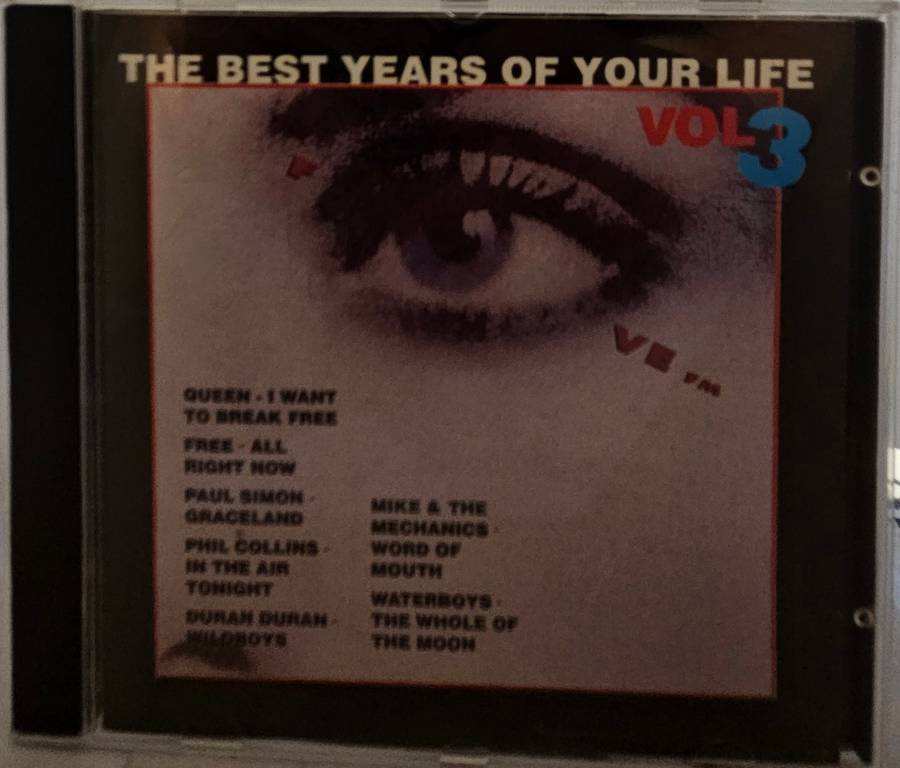 THE BEST YEARS OF YOUR LIFE
VOL 3
VE FM
QUEEN - I WANT
TO BREAK FREE
FREE - ALL
RIGHT NOW
PAUL SIMON -
GRACELAND
PHIL COLLINS -
IN THE AIR
TONIGHT
DURAN DURAN -
WILDBOYS
MIKE & THE
MECHANICS -
WORD OF
MOUTH
WATERBOYS -
THE WHOLE OF
THE MOON